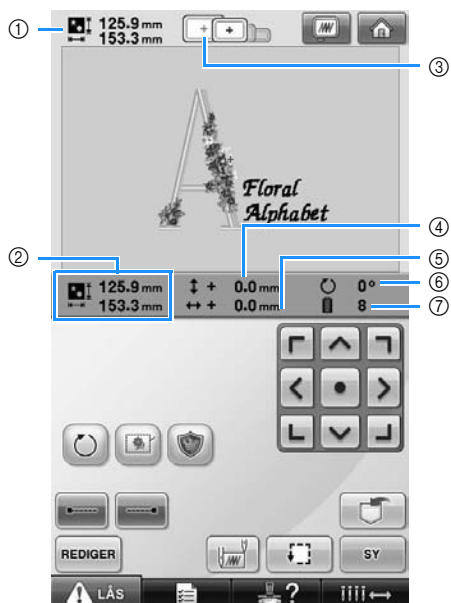 ① 125.9 mm
153.3 mm
③
Floral
Alphabet
④
②
⑤
125.9 mm + 0.0 mm 0° ⑥
153.3 mm + 0.0 mm 8 ⑦
REDIGER SY
LÅS ?